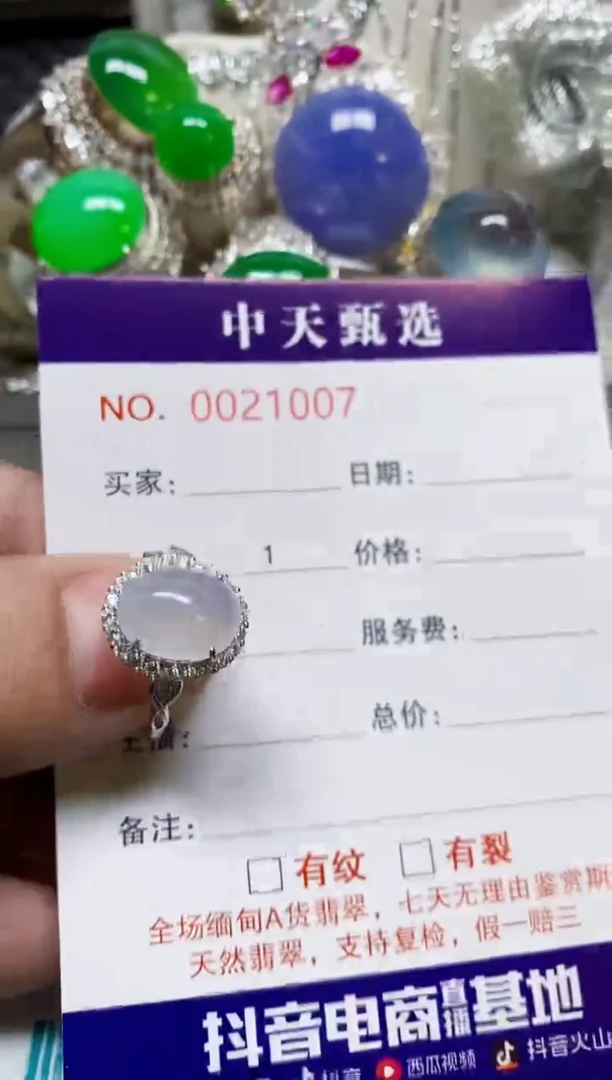 中天甄选
NO. 0021007
买家: 日期:
1 价格:
服务费:
总价:
备注:
有纹 有裂
全场缅甸A货翡翠，七天无理由鉴赏期
天然翡翠，支持复检，假一赔三
抖音电商直播基地
抖音 西瓜视频 抖音火山